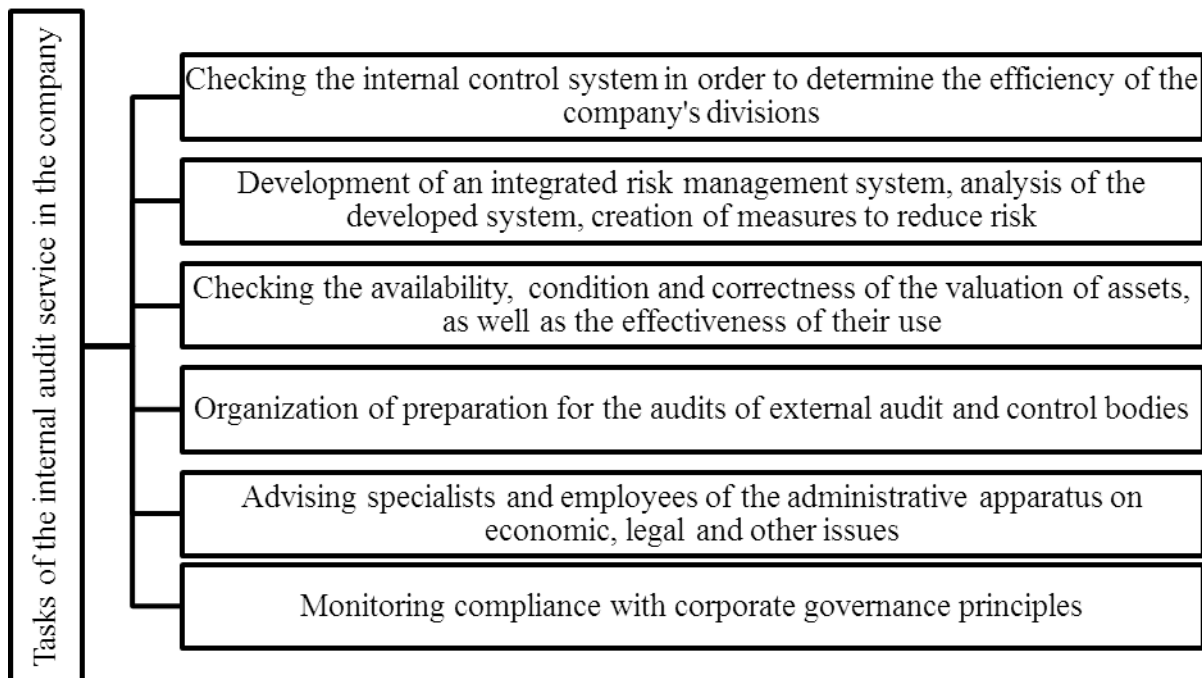 Tasks of the internal audit service in the company
Checking the internal control system in order to determine the efficiency of the
company's divisions
Development of an integrated risk management system, analysis of the
developed system, creation of measures to reduce risk
Checking the availability, condition and correctness of the valuation of assets,
as well as the effectiveness of their use
Organization of preparation for the audits of external audit and control bodies
Advising specialists and employees of the administrative apparatus on
economic, legal and other issues
Monitoring compliance with corporate governance principles